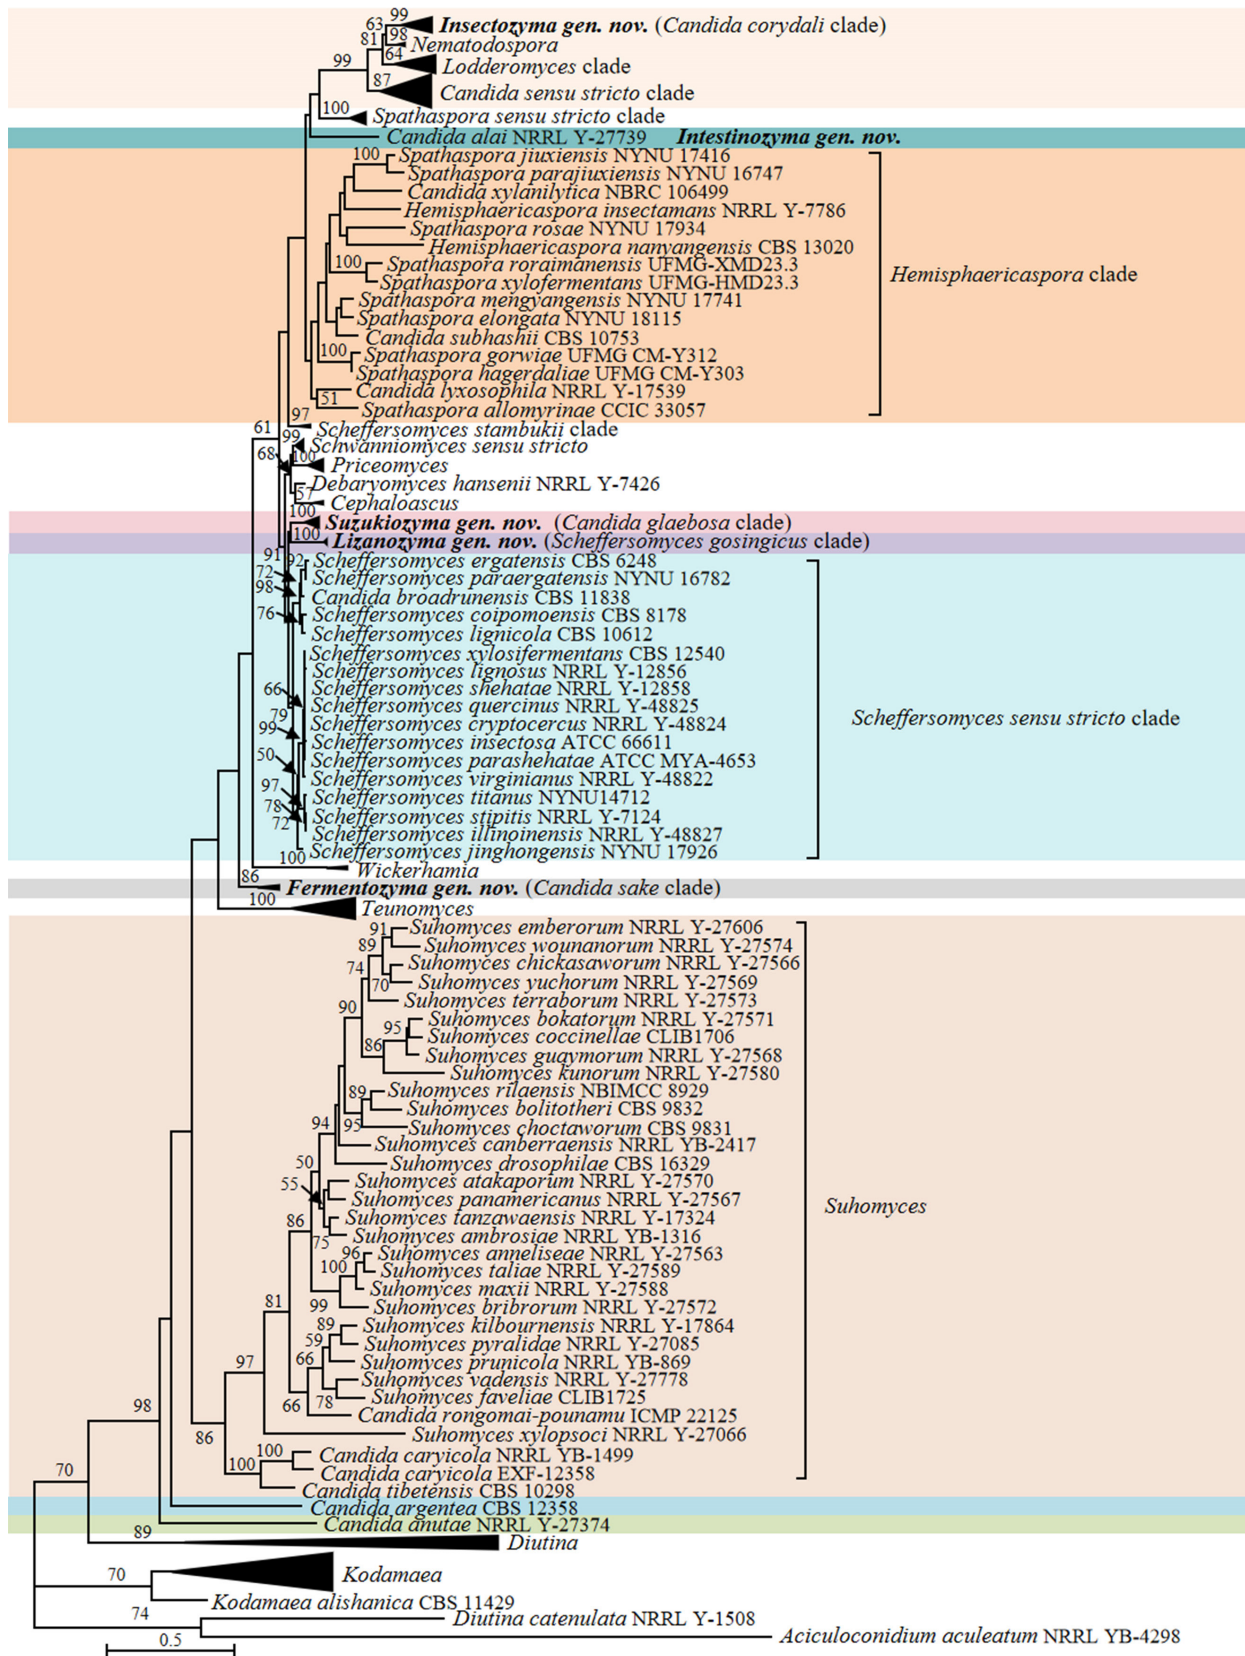 99
63
Insectozyma gen. nov. (Candida corydali clade)
81
98
Nematodospora
64
99
Lodderomyces clade
87
Candida sensu stricto clade
100
Spathaspora sensu stricto clade
Candida alai NRRL Y-27739 Intestinozyma gen. nov.
100
Spathaspora jiuxiensis NYNU 17416
Spathaspora parajiuxiensis NYNU 16747
Candida xylanilytica NBRC 106499
Hemisphaericaspora insectamans NRRL Y-7786
Spathaspora rosae NYNU 17934
Hemisphaericaspora nanyangensis CBS 13020
100
Spathaspora roraimanensis UFMG-XMD23.3
Hemisphaericaspora clade
Spathaspora xylofermentans UFMG-HMD23.3
Spathaspora mengyangensis NYNU 17741
Spathaspora elongata NYNU 18115
Candida subhashii CBS 10753
100
Spathaspora gorwiae UFMG CM-Y312
Spathaspora hagerdaliae UFMG CM-Y303
Candida lyxosophila NRRL Y-17539
51
Spathaspora allomyrinae CCIC 33057
97
61
Scheffersomyces stambukii clade
99
Schwanniomyces sensu stricto
68
100
Priceomyces
Debaryomyces hansenii NRRL Y-7426
57
Cephaloascus
100
Suzukiozyma gen. nov. (Candida glaebosa clade)
100
Lizanozyma gen. nov. (Scheffersomyces gosingicus clade)
91
92
Scheffersomyces ergatensis CBS 6248
72
Scheffersomyces paraergatensis NYNU 16782
98
Candida broadrunensis CBS 11838
76
Scheffersomyces coipomoensis CBS 8178
Scheffersomyces lignicola CBS 10612
Scheffersomyces xylosifermentans CBS 12540
Scheffersomyces lignosus NRRL Y-12856
66
Scheffersomyces shehatae NRRL Y-12858
Scheffersomyces quercinus NRRL Y-48825
79
Scheffersomyces sensu stricto clade
99
Scheffersomyces cryptocercus NRRL Y-48824
Scheffersomyces insectosa ATCC 66611
50
Scheffersomyces parashehatae ATCC MYA-4653
Scheffersomyces virginianus NRRL Y-48822
97
Scheffersomyces titanus NYNU14712
78
Scheffersomyces stipitis NRRL Y-7124
72
Scheffersomyces illinoinensis NRRL Y-48827
Scheffersomyces jinghongensis NYNU 17926
100
Wickerhamia
86
Fermentozyma gen. nov. (Candida sake clade)
100
Teunomyces
91
Suhomyces emberorum NRRL Y-27606
89
Suhomyces wounanorum NRRL Y-27574
74
Suhomyces chickasaworum NRRL Y-27566
70
Suhomyces yuchorum NRRL Y-27569
Suhomyces terraborum NRRL Y-27573
90
Suhomyces bokatorum NRRL Y-27571
95
Suhomyces coccinellae CLIB1706
86
Suhomyces guaymorum NRRL Y-27568
Suhomyces kunorum NRRL Y-27580
89
Suhomyces rilaensis NBIMCC 8929
Suhomyces bolitotheri CBS 9832
94
95
Suhomyces choctaworum CBS 9831
Suhomyces canberraensis NRRL YB-2417
50
Suhomyces drosophilae CBS 16329
55
Suhomyces atakaporum NRRL Y-27570
Suhomyces panamericanus NRRL Y-27567
Suhomyces
86
Suhomyces tanzawaensis NRRL Y-17324
75
Suhomyces ambrosiae NRRL YB-1316
96
Suhomyces anneliseae NRRL Y-27563
100
Suhomyces taliae NRRL Y-27589
Suhomyces maxii NRRL Y-27588
81
99
Suhomyces bribrorum NRRL Y-27572
89
Suhomyces kilbournensis NRRL Y-17864
59
Suhomyces pyralidae NRRL Y-27085
66
Suhomyces prunicola NRRL YB-869
97
Suhomyces vadensis NRRL Y-27778
78
Suhomyces faveliae CLIB1725
66
98
Candida rongomai-pounamu ICMP 22125
Suhomyces xylopsoci NRRL Y-27066
86
100
Candida caryicola NRRL YB-1499
100
70
Candida caryicola EXF-12358
Candida tibetensis CBS 10298
Candida argentea CBS 12358
Candida anutae NRRL Y-27374
89
Diutina
70
Kodamaea
Kodamaea alishanica CBS 11429
74
Diutina catenulata NRRL Y-1508
Aciculoconidium aculeatum NRRL YB-4298
0.5